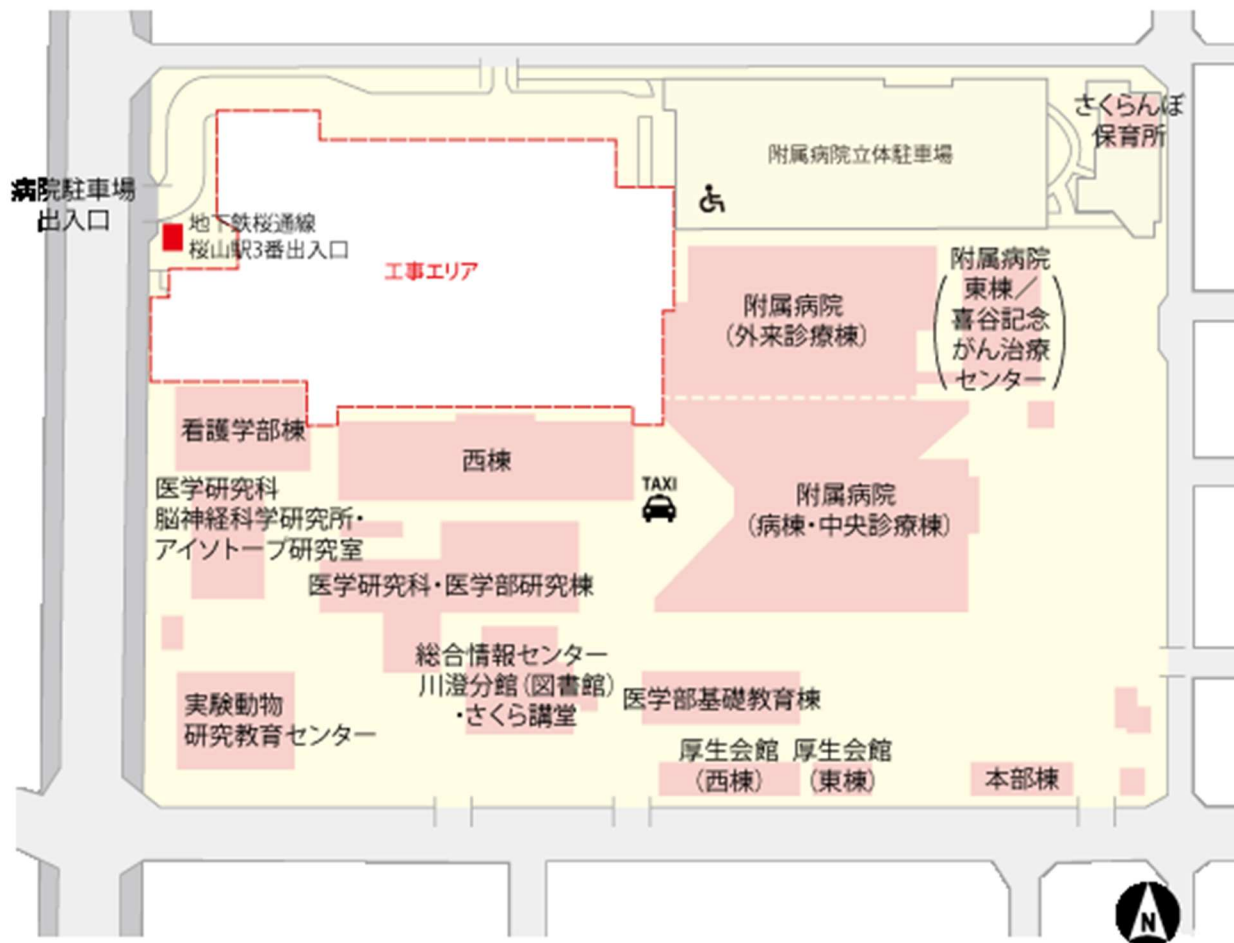 さくらんぼ
保育所
附属病院立体駐車場
病院駐車場
出入口
地下鉄桜通線
桜山駅3番出入口
工事エリア
附属病院
(外来診療棟)
附属病院
東棟/
喜谷記念
がん治療
センター
看護学部棟
西棟
TAXI
附属病院
(病棟・中央診療棟)
医学研究科
脳神経科学研究所・
アイソトープ研究室
医学研究科・医学部研究棟
総合情報センター
川澄分館(図書館)
・さくら講堂
医学部基礎教育棟
実験動物
研究教育センター
厚生会館
(西棟)
厚生会館
(東棟)
本部棟
N